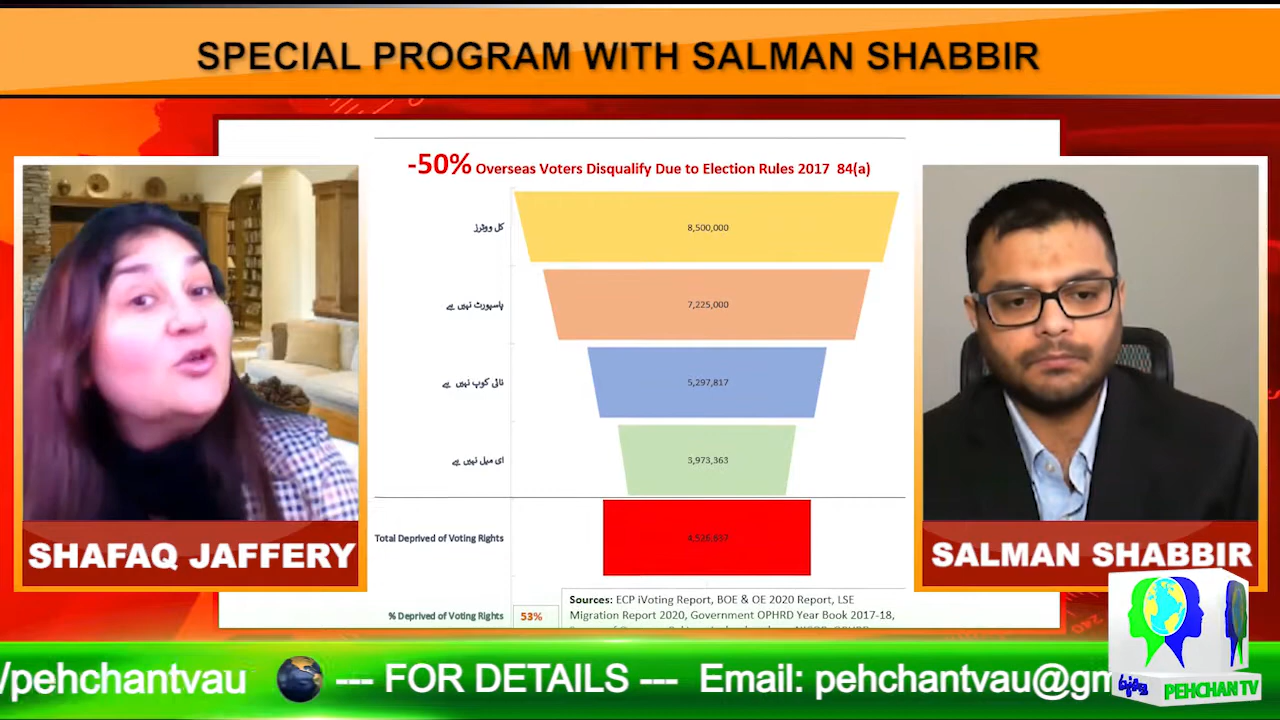 SPECIAL PROGRAM WITH SALMAN SHABBIR
-50% Overseas Voters Disqualify Due to Election Rules 2017 84(a)
کل ووٹرز
8,500,000
پاسپورٹ نہیں ہے
7,225,000
نائی کوپ نہیں ہے
5,297,817
ای میل نہیں ہے
3,973,363
Total Deprived of Voting Rights
4,526,637
% Deprived of Voting Rights
53%
Sources: ECP iVoting Report, BOE & OE 2020 Report, LSE
Migration Report 2020, Government OPHRD Year Book 2017-18,
SHAFAQ JAFFERY
SALMAN SHABBIR
/pehchantvau --- FOR DETAILS --- Email: pehchantvau@gm
PEHCHAN TV